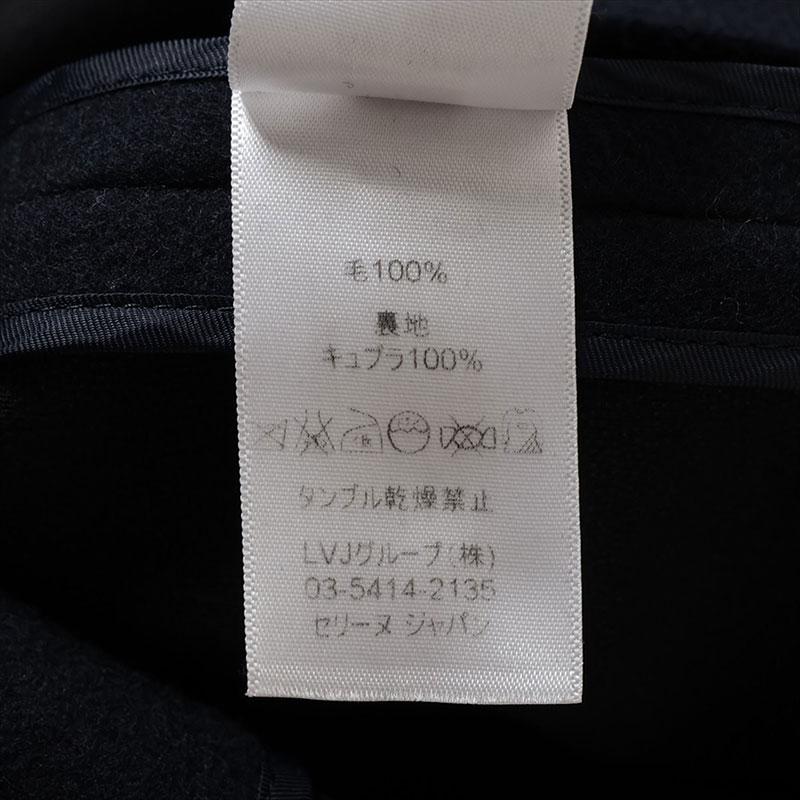 毛100%
裏地
キュプラ100%
タンブル乾燥禁止
LVJグループ(株)
03-5414-2135
セリーヌ ジャパン